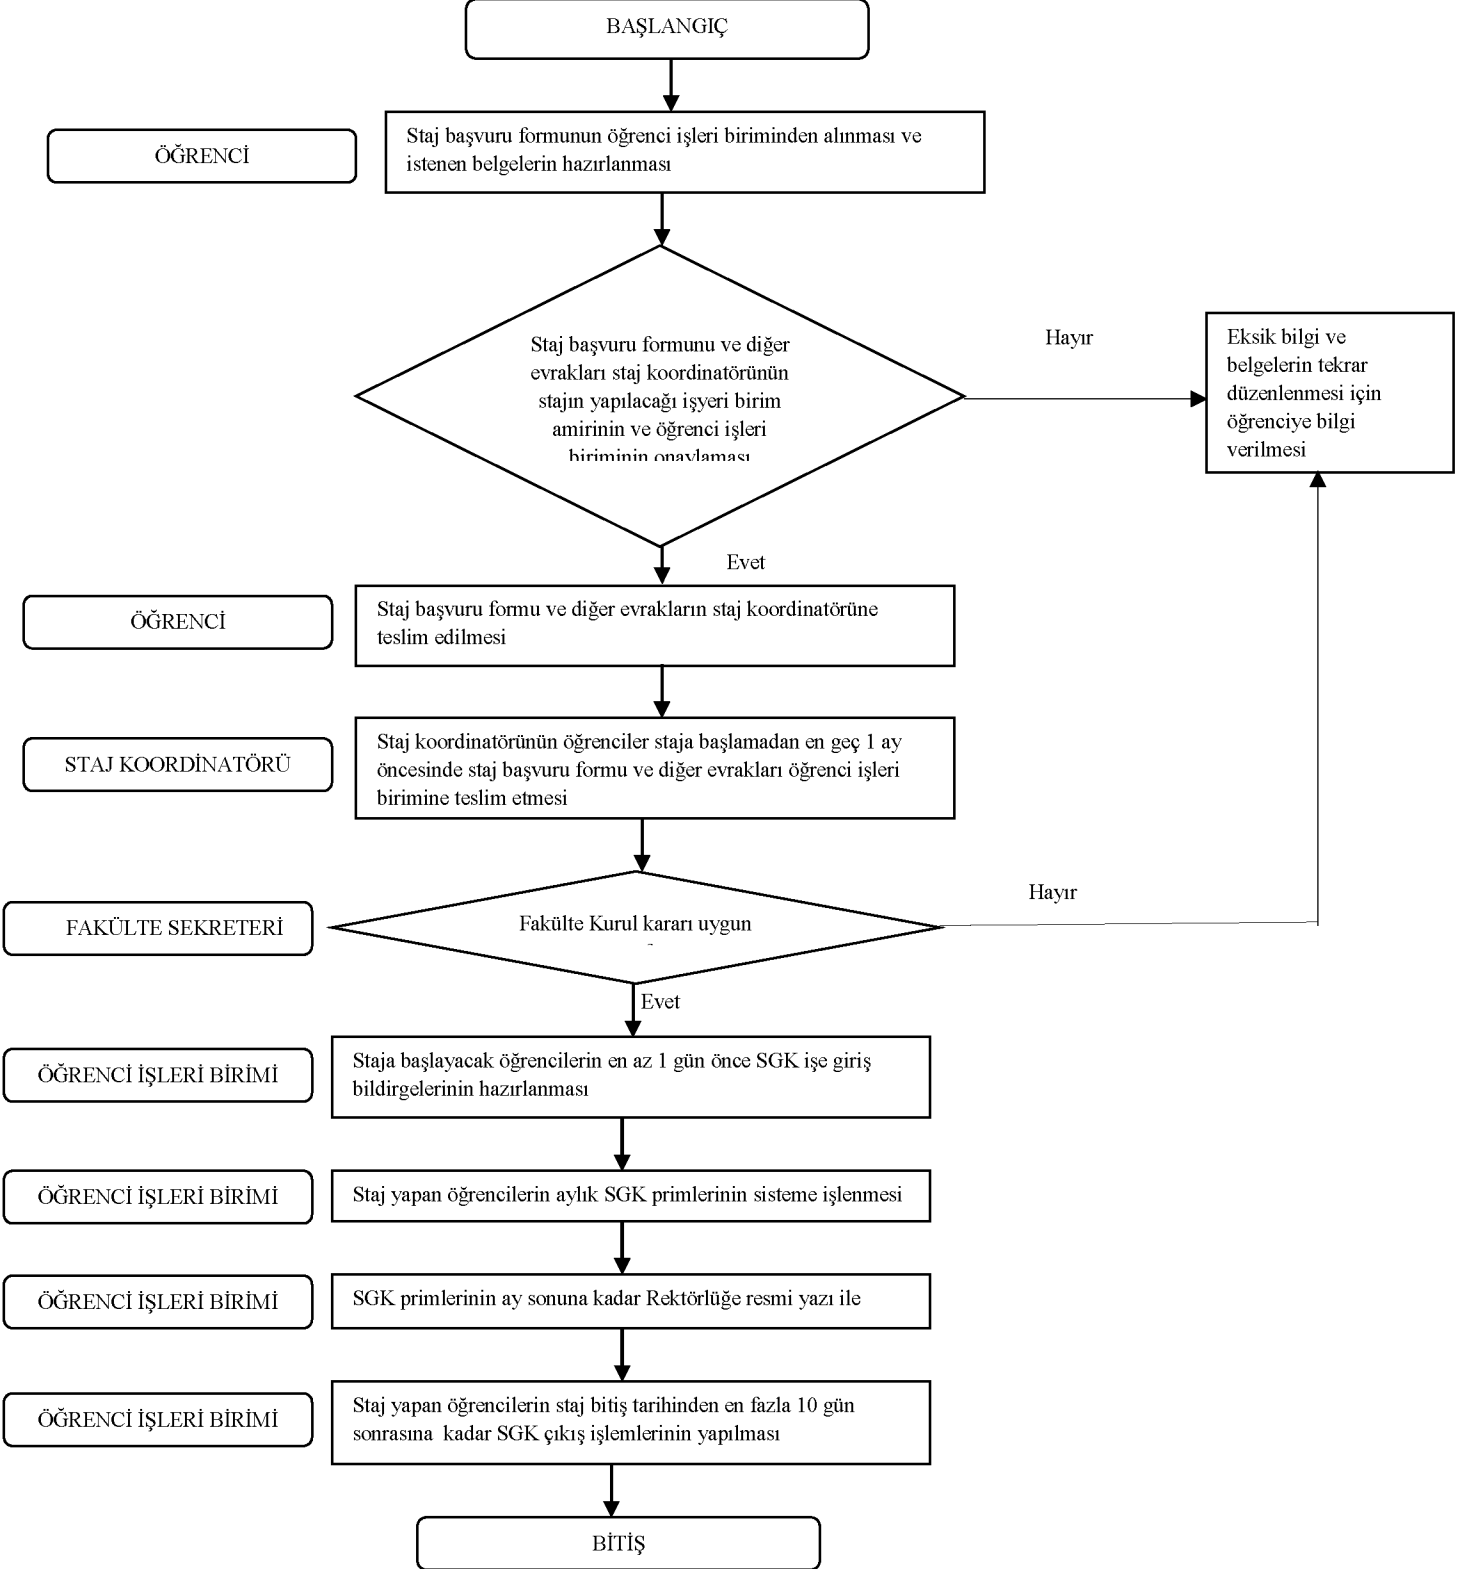 BAŞLANGIÇ
ÖĞRENCİ
Staj başvuru formunun öğrenci işleri biriminden alınması ve
istenen belgelerin hazırlanması
Staj başvuru formunu ve diğer
evrakları staj koordinatörünün
stajın yapılacağı işyeri birim
amirinin ve öğrenci işleri
biriminin onaylaması
Hayır
Eksik bilgi ve
belgelerin tekrar
düzenlenmesi için
öğrenciye bilgi
verilmesi
Evet
ÖĞRENCİ
Staj başvuru formu ve diğer evrakların staj koordinatörüne
teslim edilmesi
STAJ KOORDİNATÖRÜ
Staj koordinatörünün öğrenciler staja başlamadan en geç 1 ay
öncesinde staj başvuru formu ve diğer evrakları öğrenci işleri
birimine teslim etmesi
FAKÜLTE SEKRETERİ
Fakülte Kurul kararı uygun
Hayır
Evet
ÖĞRENCİ İŞLERİ BİRİMİ
Staja başlayacak öğrencilerin en az 1 gün önce SGK işe giriş
bildirgelerinin hazırlanması
ÖĞRENCİ İŞLERİ BİRİMİ
Staj yapan öğrencilerin aylık SGK primlerinin sisteme işlenmesi
ÖĞRENCİ İŞLERİ BİRİMİ
SGK primlerinin ay sonuna kadar Rektörlüğe resmi yazı ile
ÖĞRENCİ İŞLERİ BİRİMİ
Staj yapan öğrencilerin staj bitiş tarihinden en fazla 10 gün
sonrasına kadar SGK çıkış işlemlerinin yapılması
BİTİŞ